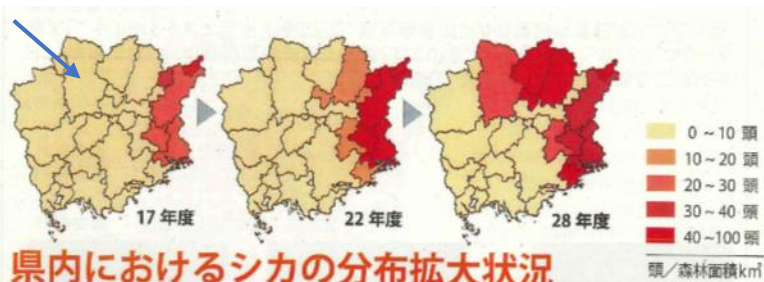 17 年度
22 年度
28 年度
0 ~ 10 頭
10 ~ 20 頭
20 ~ 30 頭
30 ~ 40 頭
40 ~100 頭
頭／森林面積k㎡
県内におけるシカの分布拡大状況